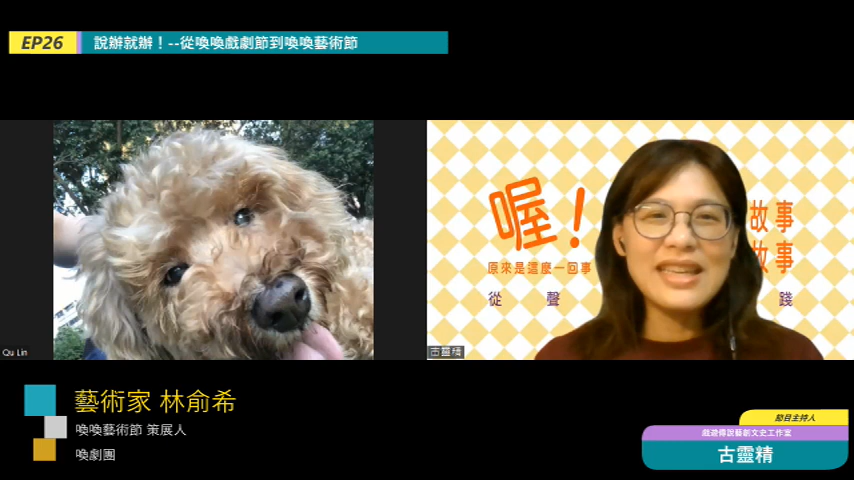 EP26
說辦就辦！--從喚喚戲劇節到喚喚藝術節
喔！
故事
原來是這麼一回事
故事
從 聲
踐
Qu Lin
古靈精
藝術家 林俞希
喚喚藝術節 策展人
喚劇團
節目主持人
戲遊傳說藝創文史工作室
古靈精